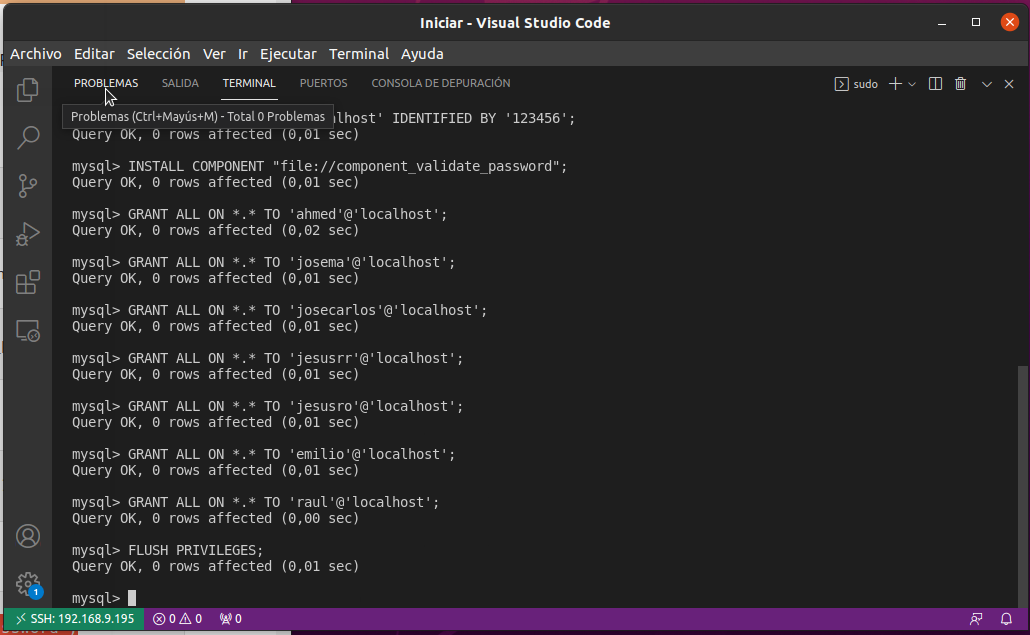 Iniciar - Visual Studio Code
Archivo Editar Selección Ver Ir Ejecutar Terminal Ayuda
PROBLEMAS SALIDA TERMINAL PUERTOS CONSOLA DE DEPURACIÓN sudo
Problemas (Ctrl+Mayús+M) - Total 0 Problemas
lhost' IDENTIFIED BY '123456';
Query OK, 0 rows affected (0,01 sec)
mysql> INSTALL COMPONENT "file://component_validate_password";
Query OK, 0 rows affected (0,01 sec)
mysql> GRANT ALL ON *.* TO 'ahmed'@'localhost';
Query OK, 0 rows affected (0,02 sec)
mysql> GRANT ALL ON *.* TO 'josema'@'localhost';
Query OK, 0 rows affected (0,01 sec)
mysql> GRANT ALL ON *.* TO 'josecarlos'@'localhost';
Query OK, 0 rows affected (0,01 sec)
mysql> GRANT ALL ON *.* TO 'jesusrr'@'localhost';
Query OK, 0 rows affected (0,01 sec)
mysql> GRANT ALL ON *.* TO 'jesusro'@'localhost';
Query OK, 0 rows affected (0,01 sec)
mysql> GRANT ALL ON *.* TO 'emilio'@'localhost';
Query OK, 0 rows affected (0,01 sec)
mysql> GRANT ALL ON *.* TO 'raul'@'localhost';
Query OK, 0 rows affected (0,00 sec)
mysql> FLUSH PRIVILEGES;
Query OK, 0 rows affected (0,01 sec)
mysql>
1
SSH: 192.168.9.195 0 0 0